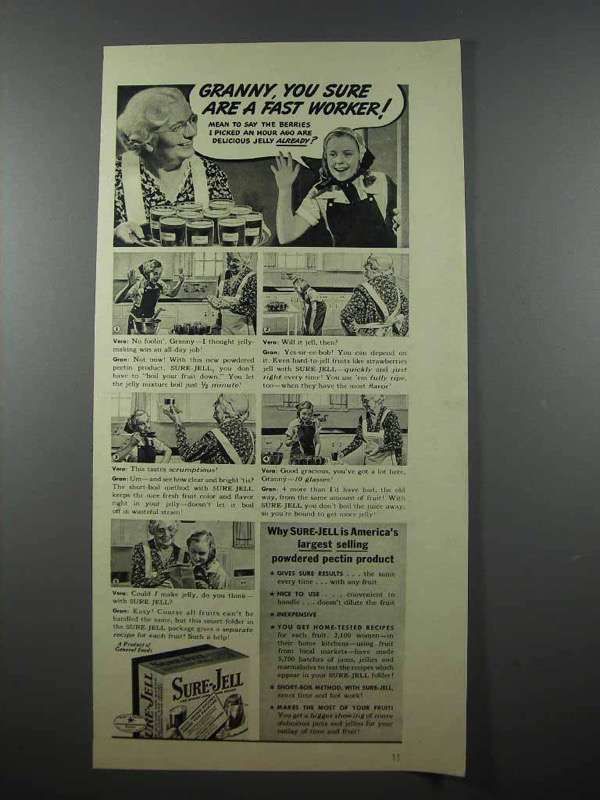 GRANNY, YOU SURE
ARE A FAST WORKER!
MEAN TO SAY THE BERRIES
I PICKED AN HOUR AGO ARE
DELICIOUS JELLY ALREADY?
1
Vera: No foolin', Granny—I thought jelly-
making was an all-day job!
Gran: Not now! With this new powdered
pectin product, SURE-JELL, you don't
have to "boil your fruit down." You let
the jelly mixture boil just ½ minute!
2
Vera: Will it jell, then?
Gran: Yes-sir-ee-bob! You can depend on
it. Even hard-to-jell fruits like strawberries
jell with SURE-JELL—quickly and just
right every time! You use 'em fully ripe,
too—when they have the most flavor!
3
Vera: This tastes scrumptious!
Gran: Um—and see how clear and bright 'tis?
The short-boil method with SURE-JELL
keeps the nice fresh fruit color and flavor
right in your jelly—doesn't let it boil
off in wasteful steam!
4
Vera: Good gracious, you've got a lot here,
Granny—10 glasses!
Gran: 4 more than I'd have had, the old
way, from the same amount of fruit! With
SURE-JELL you don't boil the juice away,
so you're bound to get more jelly!
5
Vera: Could I make jelly, do you think—
with SURE-JELL?
Gran: Easy! Course all fruits can't be
handled the same, but this smart folder in
the SURE-JELL package gives a separate
recipe for each fruit! Such a help!
A Product of
General Foods
SURE-JELL
SURE-JELL
Why SURE-JELL is America's
largest selling
powdered pectin product
★ GIVES SURE RESULTS . . . the same
every time . . . with any fruit
★ NICE TO USE . . . convenient to
handle . . . doesn't dilute the fruit
★ INEXPENSIVE
★ YOU GET HOME-TESTED RECIPES
for each fruit. 2,100 women—in
their home kitchens—using fruit
from local markets—have made
5,700 batches of jams, jellies and
marmalades to test the recipes which
appear in your SURE-JELL folder!
★ SHORT-BOIL METHOD, WITH SURE-JELL,
saves time and hot work!
★ MAKES THE MOST OF YOUR FRUIT!
You get a bigger showing of more
delicious jams and jellies for your
outlay of time and fruit!